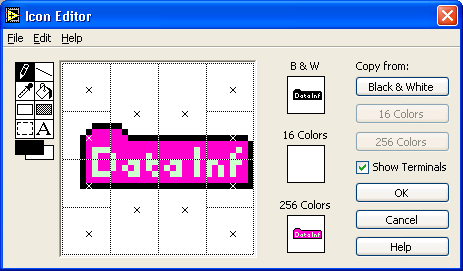 Icon Editor
File Edit Help
B & W
Copy from:
DataInf
Black & White
16 Colors
16 Colors
256 Colors
Show Terminals
A
DataInf
OK
256 Colors
Cancel
DataInf
Help